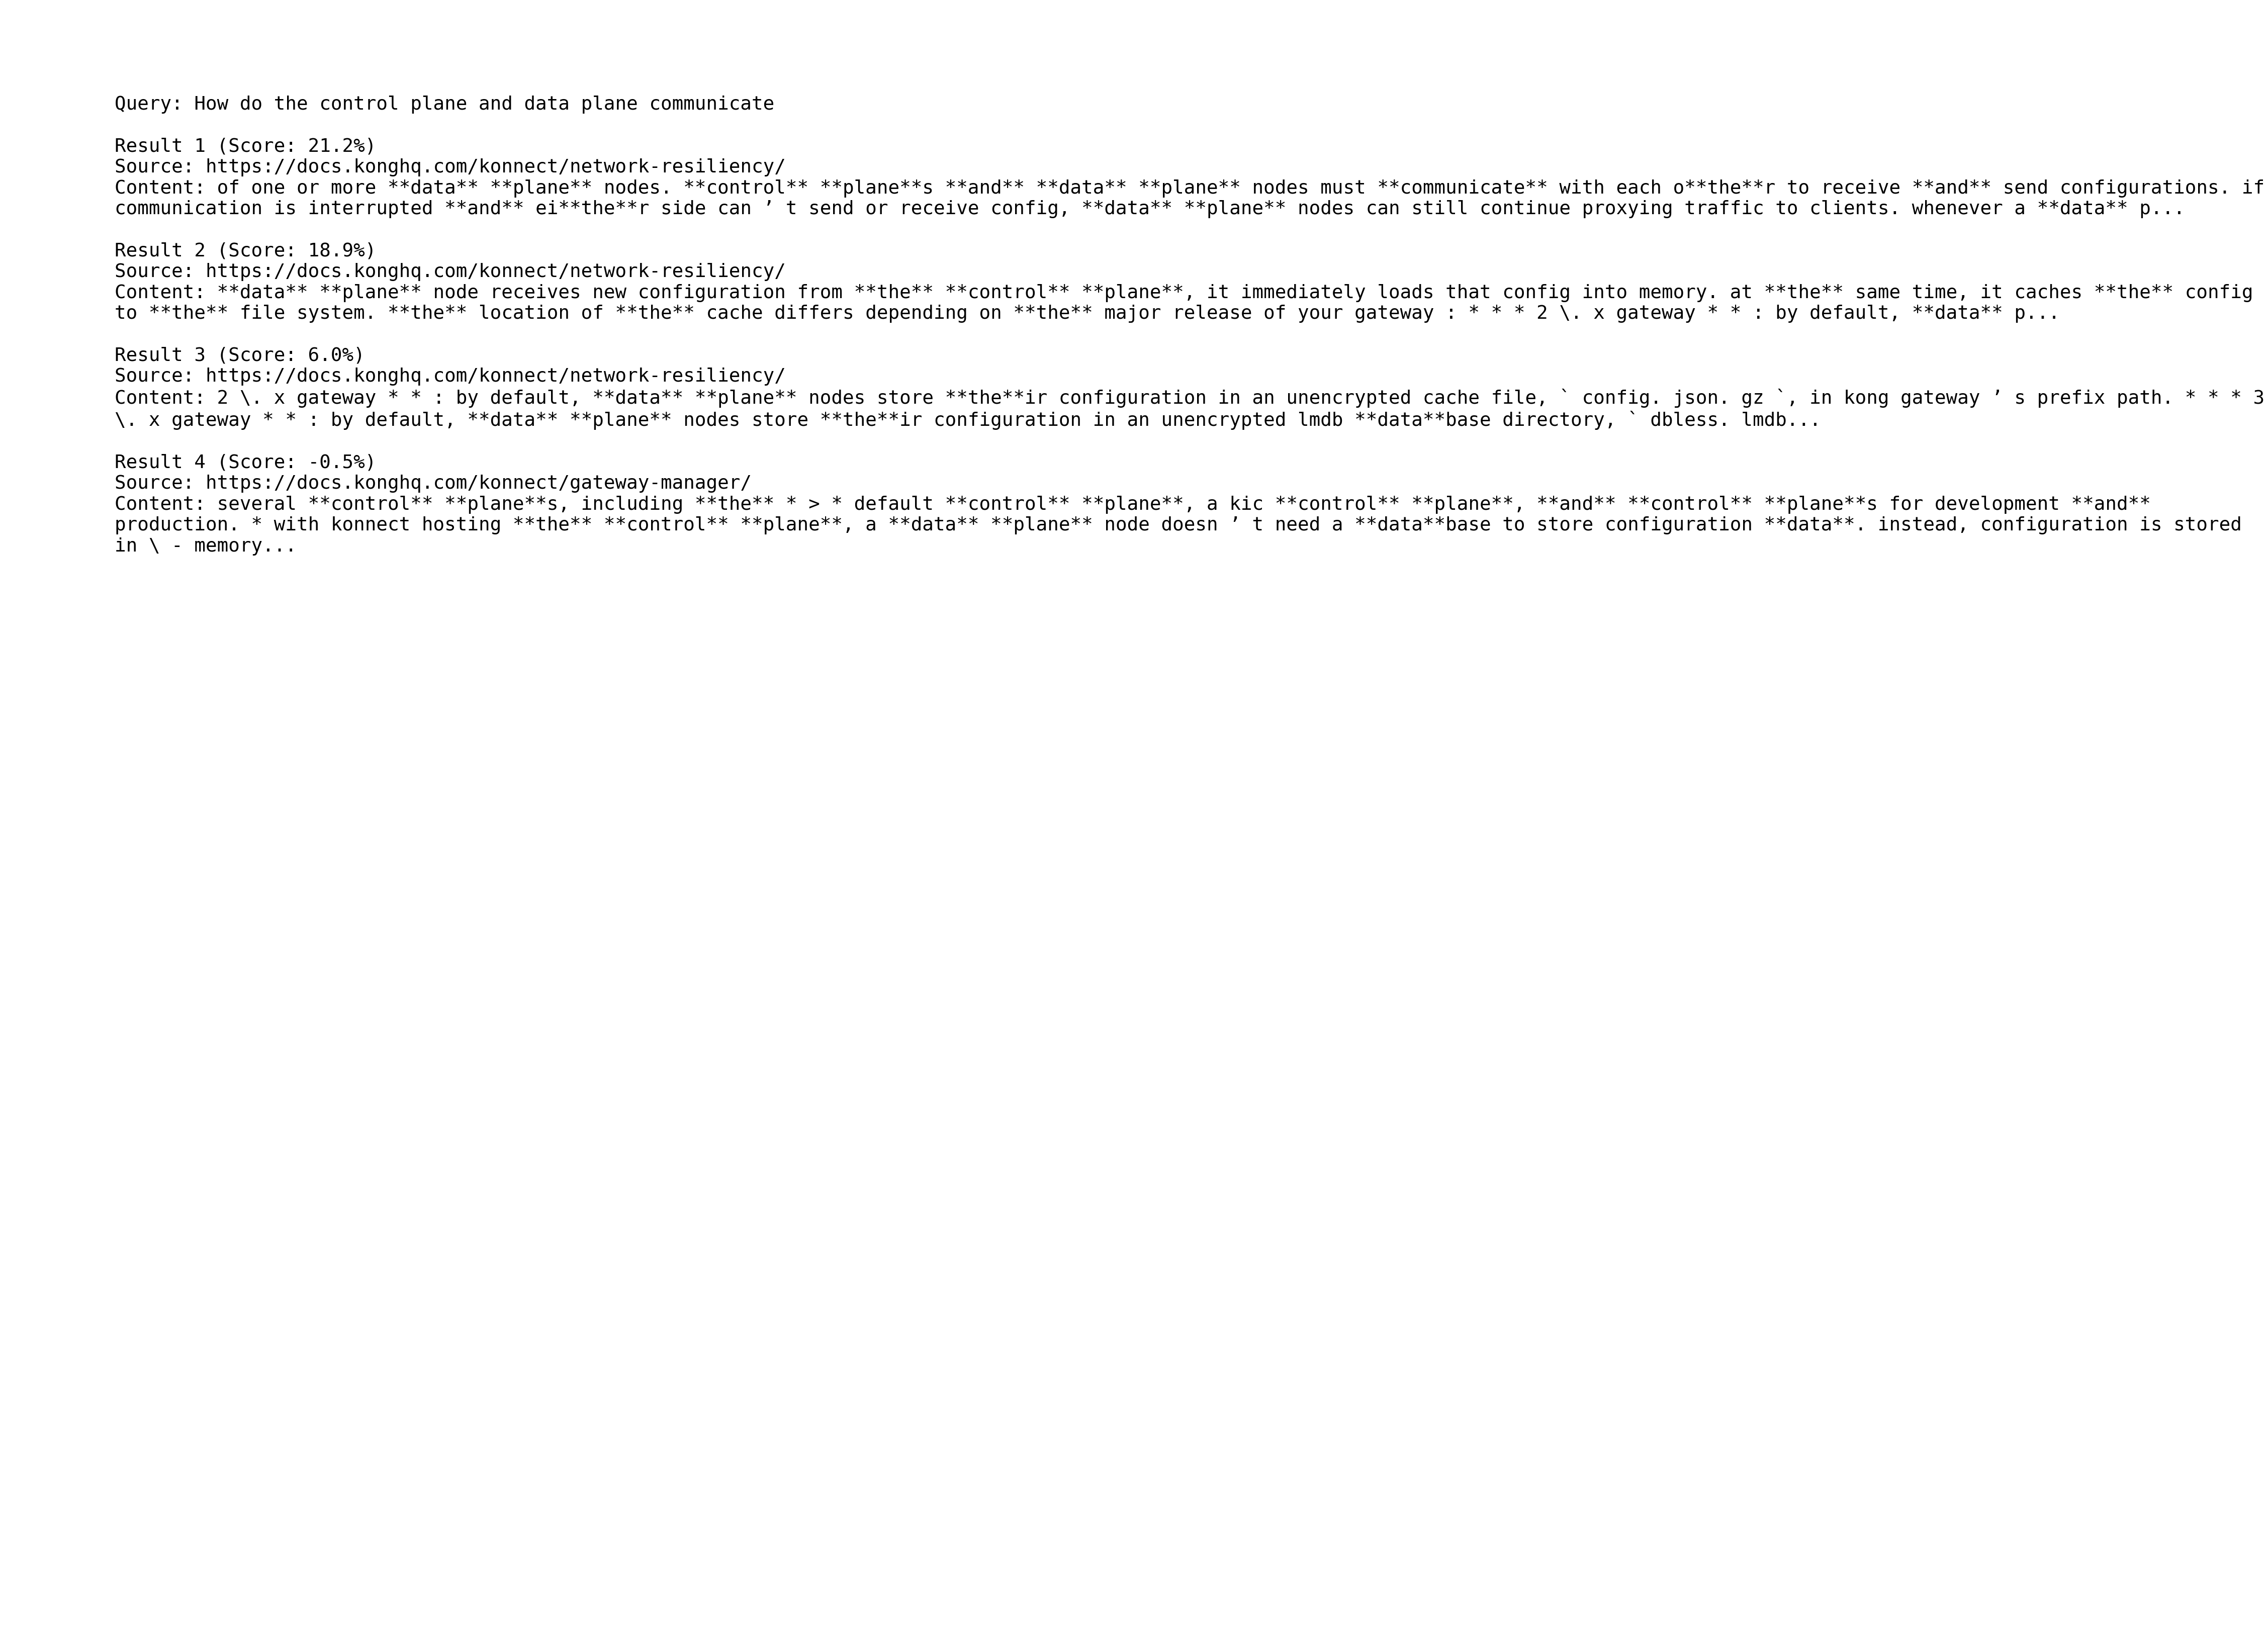 Query: How do the control plane and data plane communicate

Result 1 (Score: 21.2%)
Source: https://docs.konghq.com/konnect/network-resiliency/
Content: of one or more **data** **plane** nodes. **control** **plane**s **and** **data** **plane** nodes must **communicate** with each o**the**r to receive **and** send configurations. if
communication is interrupted **and** ei**the**r side can ’ t send or receive config, **data** **plane** nodes can still continue proxying traffic to clients. whenever a **data** p...

Result 2 (Score: 18.9%)
Source: https://docs.konghq.com/konnect/network-resiliency/
Content: **data** **plane** node receives new configuration from **the** **control** **plane**, it immediately loads that config into memory. at **the** same time, it caches **the** config
to **the** file system. **the** location of **the** cache differs depending on **the** major release of your gateway : * * * 2 \. x gateway * * : by default, **data** p...

Result 3 (Score: 6.0%)
Source: https://docs.konghq.com/konnect/network-resiliency/
Content: 2 \. x gateway * * : by default, **data** **plane** nodes store **the**ir configuration in an unencrypted cache file, ` config. json. gz `, in kong gateway ’ s prefix path. * * * 3
\. x gateway * * : by default, **data** **plane** nodes store **the**ir configuration in an unencrypted lmdb **data**base directory, ` dbless. lmdb...

Result 4 (Score: -0.5%)
Source: https://docs.konghq.com/konnect/gateway-manager/
Content: several **control** **plane**s, including **the** * > * default **control** **plane**, a kic **control** **plane**, **and** **control** **plane**s for development **and**
production. * with konnect hosting **the** **control** **plane**, a **data** **plane** node doesn ’ t need a **data**base to store configuration **data**. instead, configuration is stored
in \ - memory...